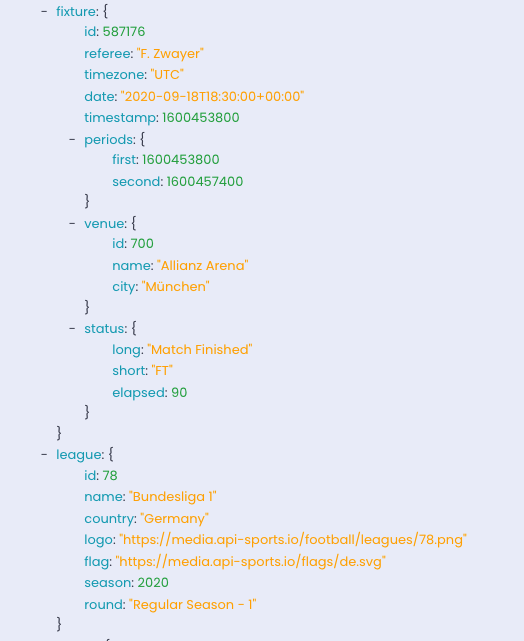 - fixture: {
id: 587176
referee: "F. Zwayer"
timezone: "UTC"
date: "2020-09-18T18:30:00+00:00"
timestamp: 1600453800
- periods: {
first: 1600453800
second: 1600457400
}
- venue: {
id: 700
name: "Allianz Arena"
city: "München"
}
- status: {
long: "Match Finished"
short: "FT"
elapsed: 90
}
}
- league: {
id: 78
name: "Bundesliga 1"
country: "Germany"
logo: "https://media.api-sports.io/football/leagues/78.png"
flag: "https://media.api-sports.io/flags/de.svg"
season: 2020
round: "Regular Season - 1"
}